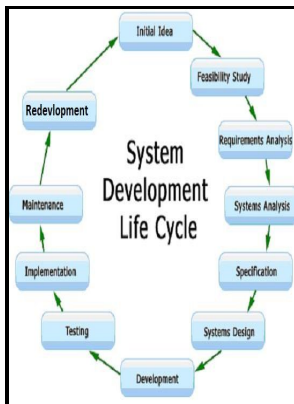 Initial Idea
Feasibility Study
Requirements Analysis
Systems Analysis
Specification
Systems Design
Development
Testing
Implementation
Maintenance
Redevlopment
System
Development
Life Cycle